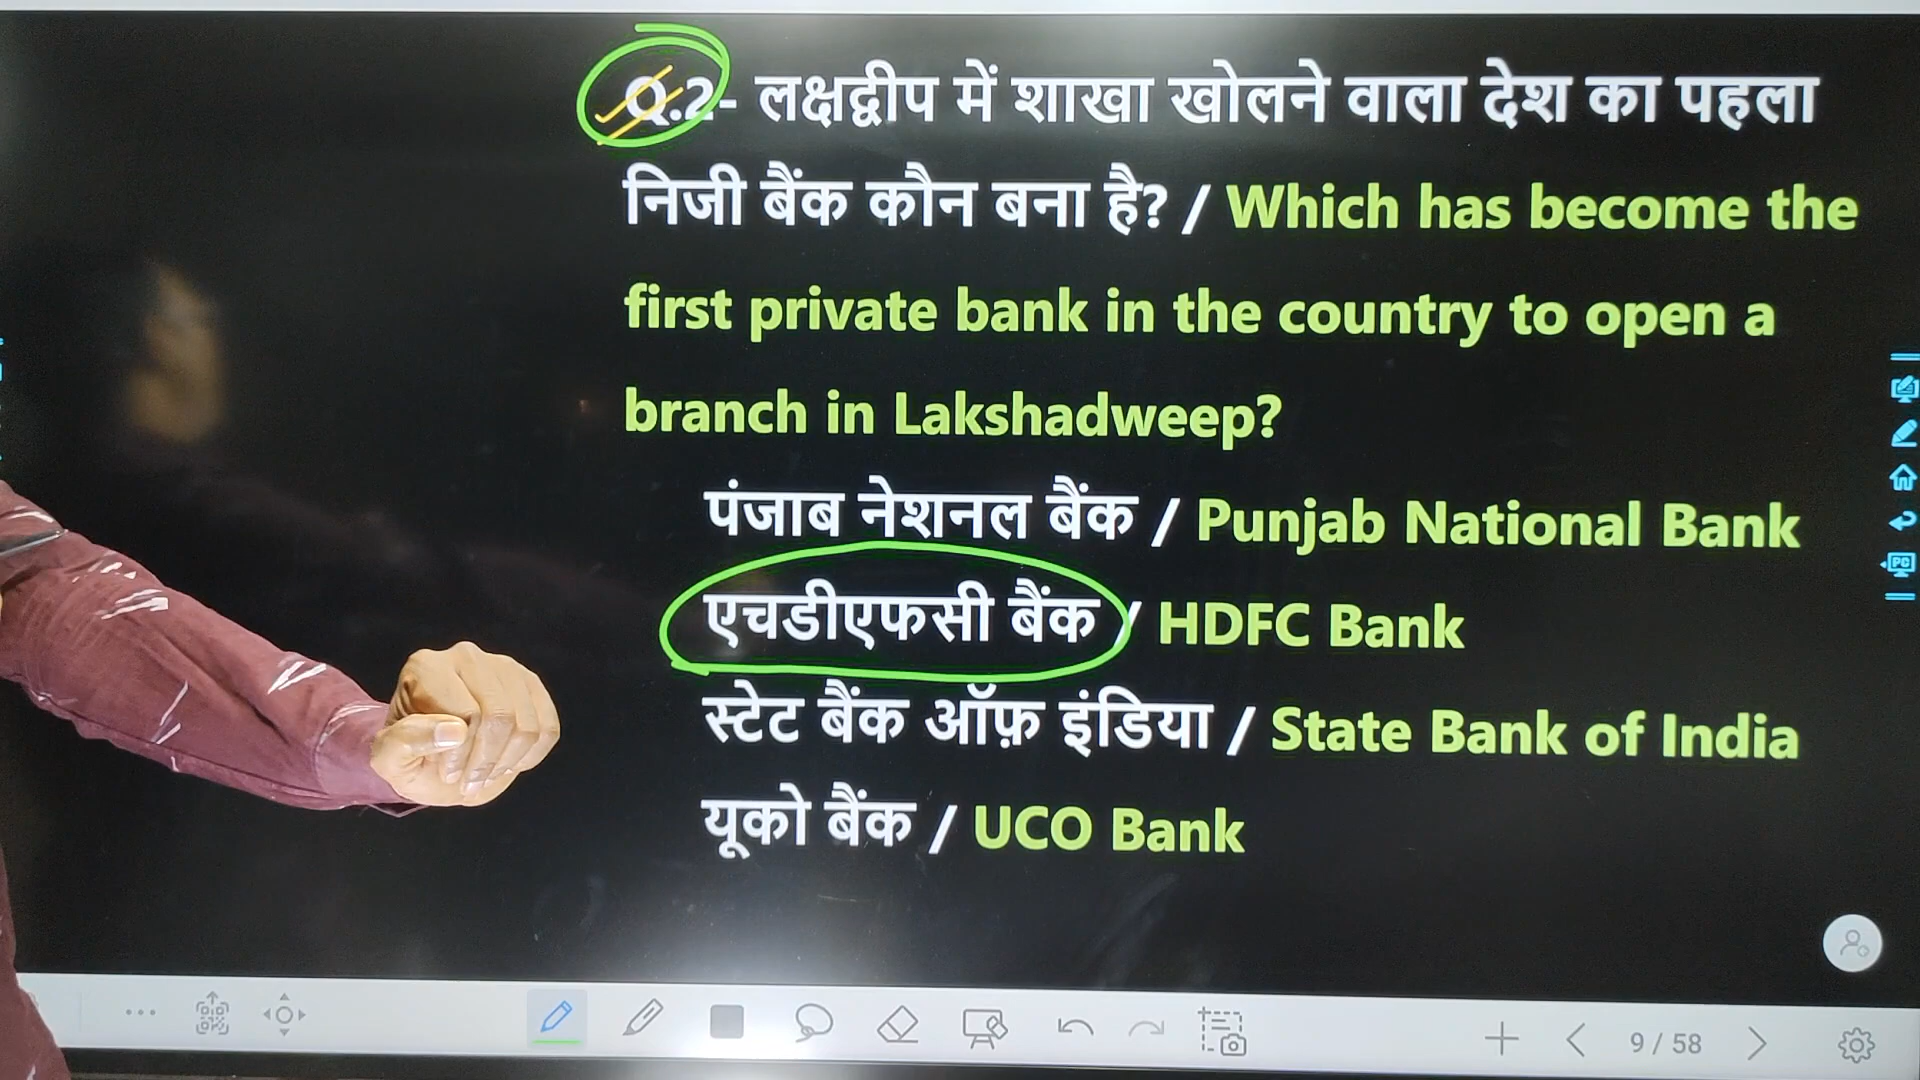 Q.2- लक्षद्वीप में शाखा खोलने वाला देश का पहला
निजी बैंक कौन बना है? / Which has become the
first private bank in the country to open a
branch in Lakshadweep?
पंजाब नेशनल बैंक / Punjab National Bank
एचडीएफसी बैंक / HDFC Bank
स्टेट बैंक ऑफ़ इंडिया / State Bank of India
यूको बैंक / UCO Bank
PC
9 / 58